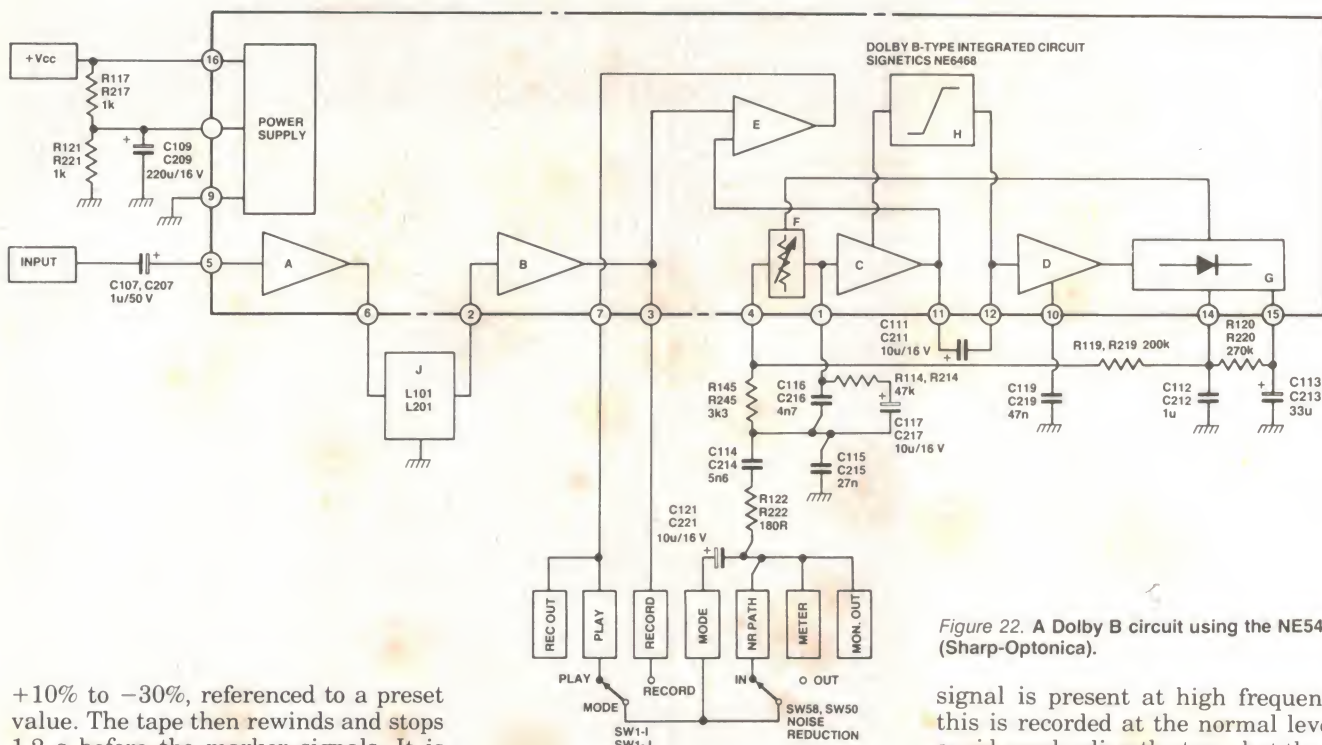 +Vcc
R117
R217
1k
R121
R221
1k
C109
C209
220u/16 V
16
9
POWER
SUPPLY
DOLBY B-TYPE INTEGRATED CIRCUIT
SIGNETICS NE6468
E
H
F
INPUT
C107, C207
1u/50 V
5
A
B
C
D
G
6
2
7
3
4
1
11
12
10
14
15
J
L101
L201
C111
C211
10u/16 V
R119, R219 200k
R120
R220
270k
R145
R245
3k3
C116
C216
4n7
R114, R214
47k
C117
C217
10u/16 V
C119
C219
47n
C112
C212
1u
C113
C213
33u
C114
C214
5n6
C115
C215
27n
R122
R222
180R
C121
C221
10u/16 V
REC OUT
PLAY
RECORD
MODE
NR PATH
METER
MON. OUT
PLAY
RECORD
MODE
SW1-I
IN
OUT
SW58, SW50
NOISE
REDUCTION
Figure 22. A Dolby B circuit using the NE54
(Sharp-Optonica).
+10% to −30%, referenced to a preset
value. The tape then rewinds and stops
before the marker signals. It is
signal is present at high frequen
this is recorded at the normal leve